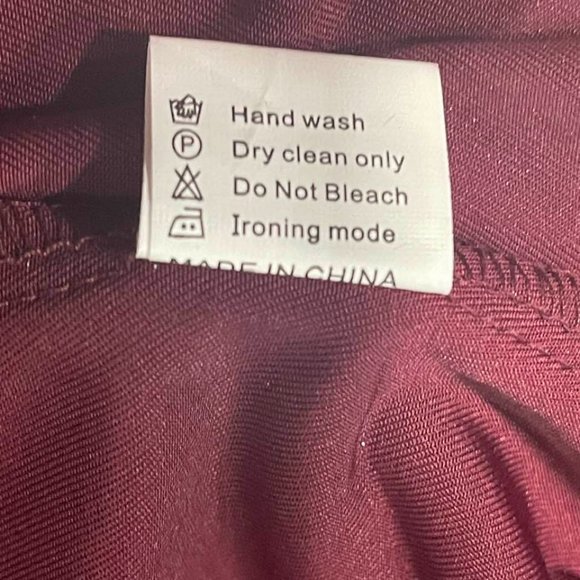 Hand wash
P Dry clean only
Do Not Bleach
Ironing mode
MADE IN CHINA